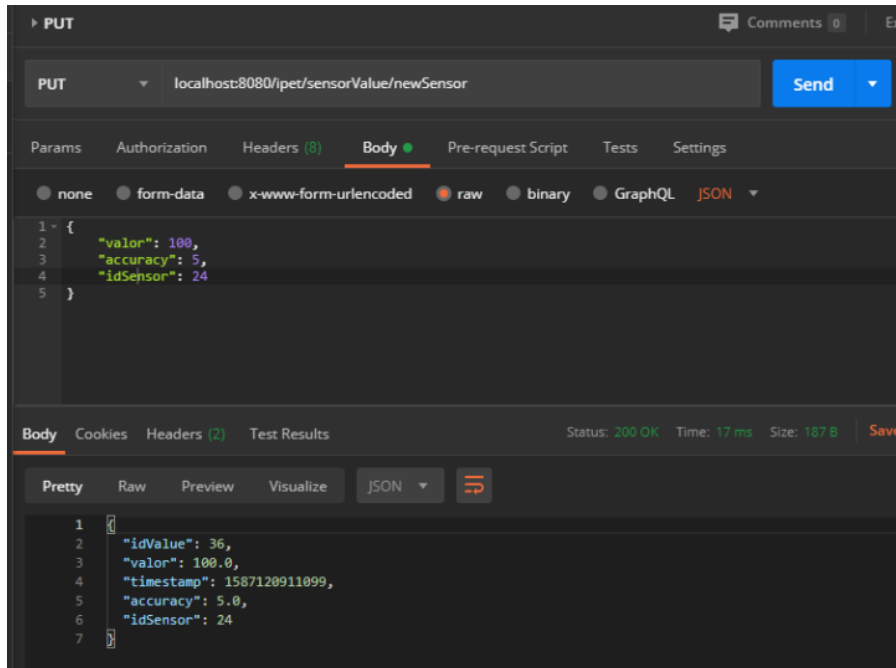 PUT Comments 0
PUT localhost:8080/ipet/sensorValue/newSensor Send
Params Authorization Headers (8) Body Pre-request Script Tests Settings
none form-data x-www-form-urlencoded raw binary GraphQL JSON
1 {
2 "valor": 100,
3 "accuracy": 5,
4 "idSensor": 24
5 }
Body Cookies Headers (2) Test Results Status: 200 OK Time: 17 ms Size: 187 B Save
Pretty Raw Preview Visualize JSON
1 {
2 "idValue": 36,
3 "valor": 100.0,
4 "timestamp": 1587120911099,
5 "accuracy": 5.0,
6 "idSensor": 24
7 }